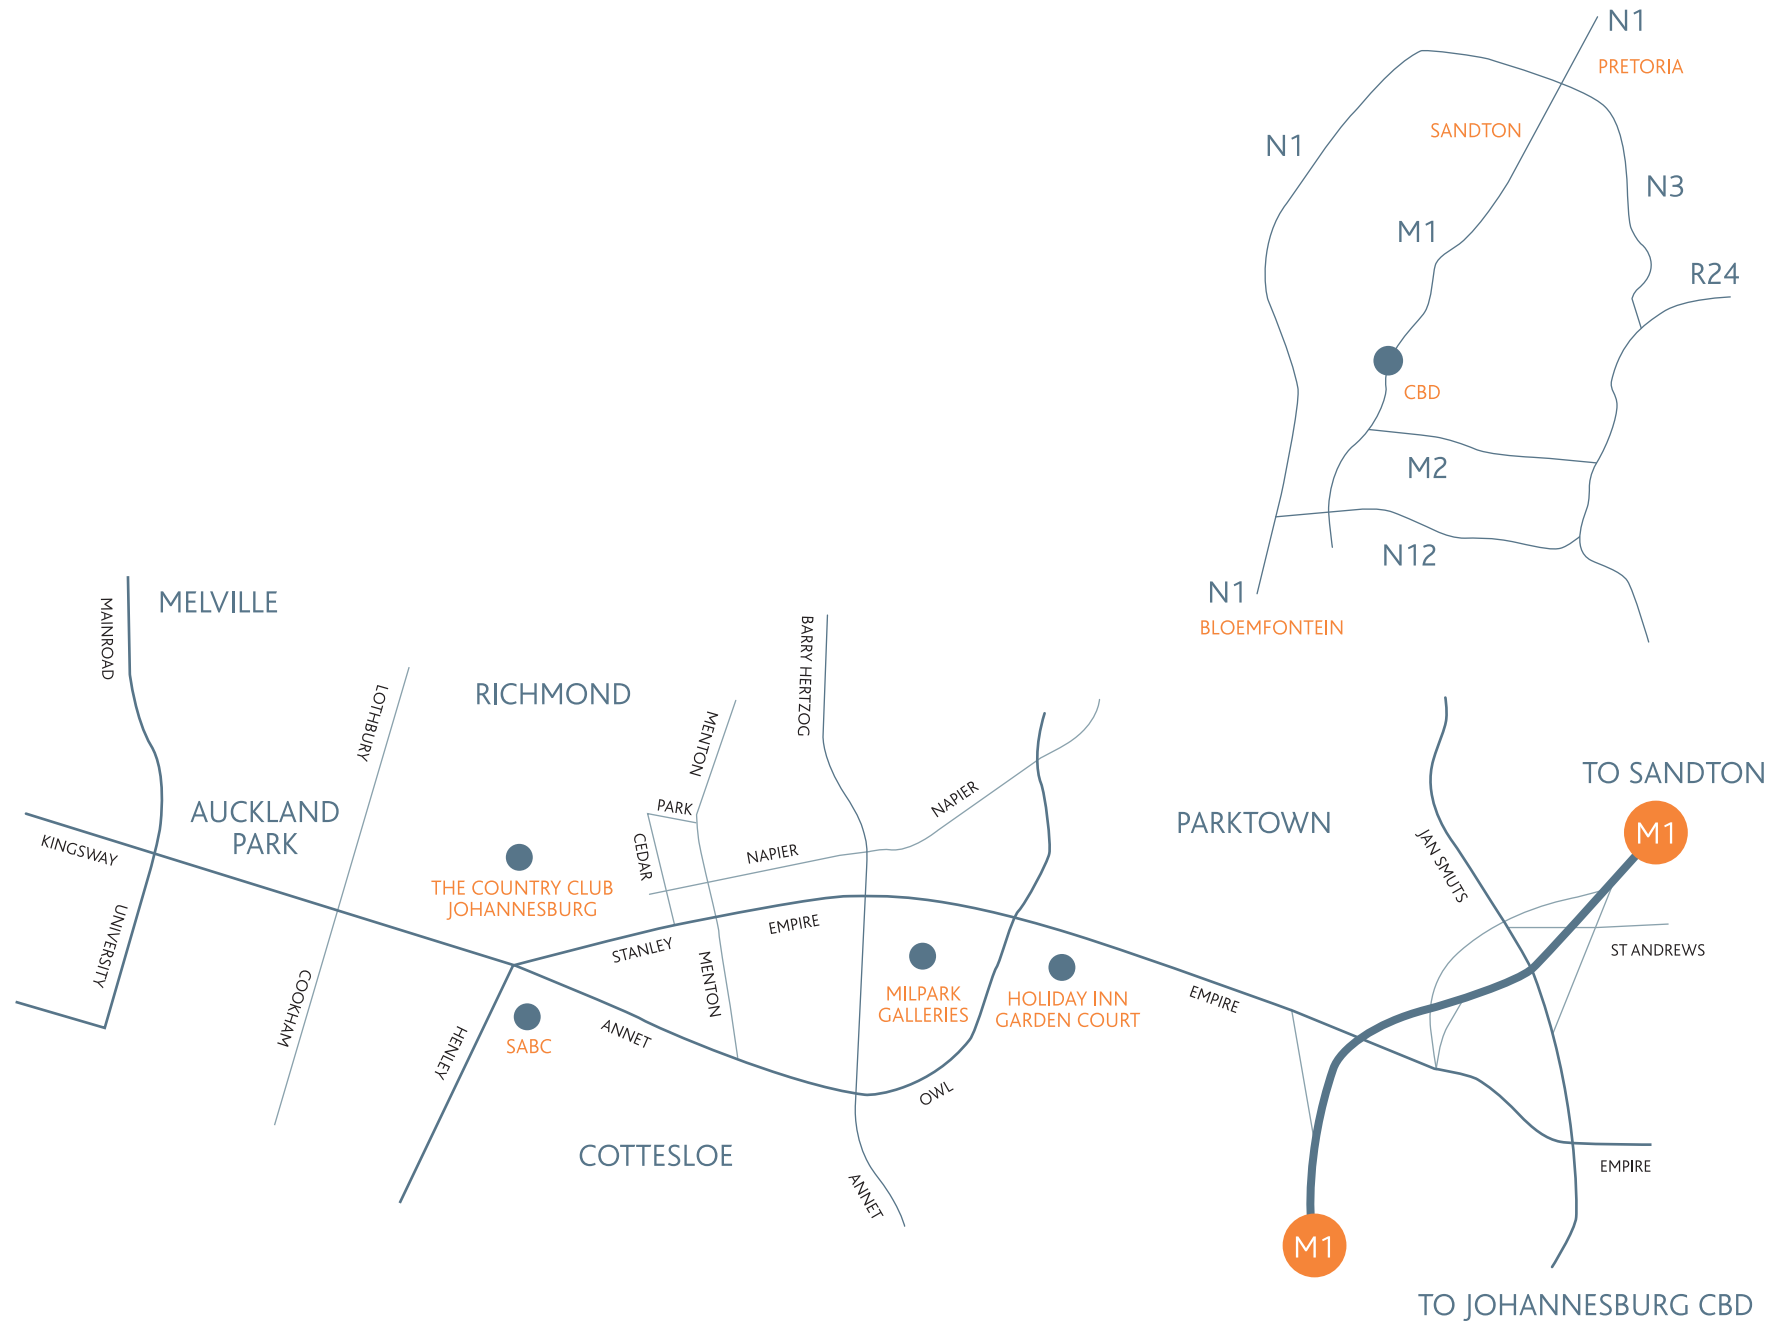 N1
PRETORIA
SANDTON
N1
N3
M1
R24
CBD
M2
N12
N1
BLOEMFONTEIN
MELVILLE
MAINROAD
BARRY HERTZOG
RICHMOND
LOTHBURY
MENTON
TO SANDTON
M1
PARK
NAPIER
AUCKLAND
PARK
PARKTOWN
KINGSWAY
CEDAR
NAPIER
JAN SMUTS
THE COUNTRY CLUB
JOHANNESBURG
EMPIRE
UNIVERSITY
STANLEY
ST ANDREWS
MENTON
MILPARK
GALLERIES
HOLIDAY INN
GARDEN COURT
EMPIRE
COOKHAM
ANNET
HENLEY
SABC
OWL
COTTESLOE
EMPIRE
ANNET
M1
TO JOHANNESBURG CBD